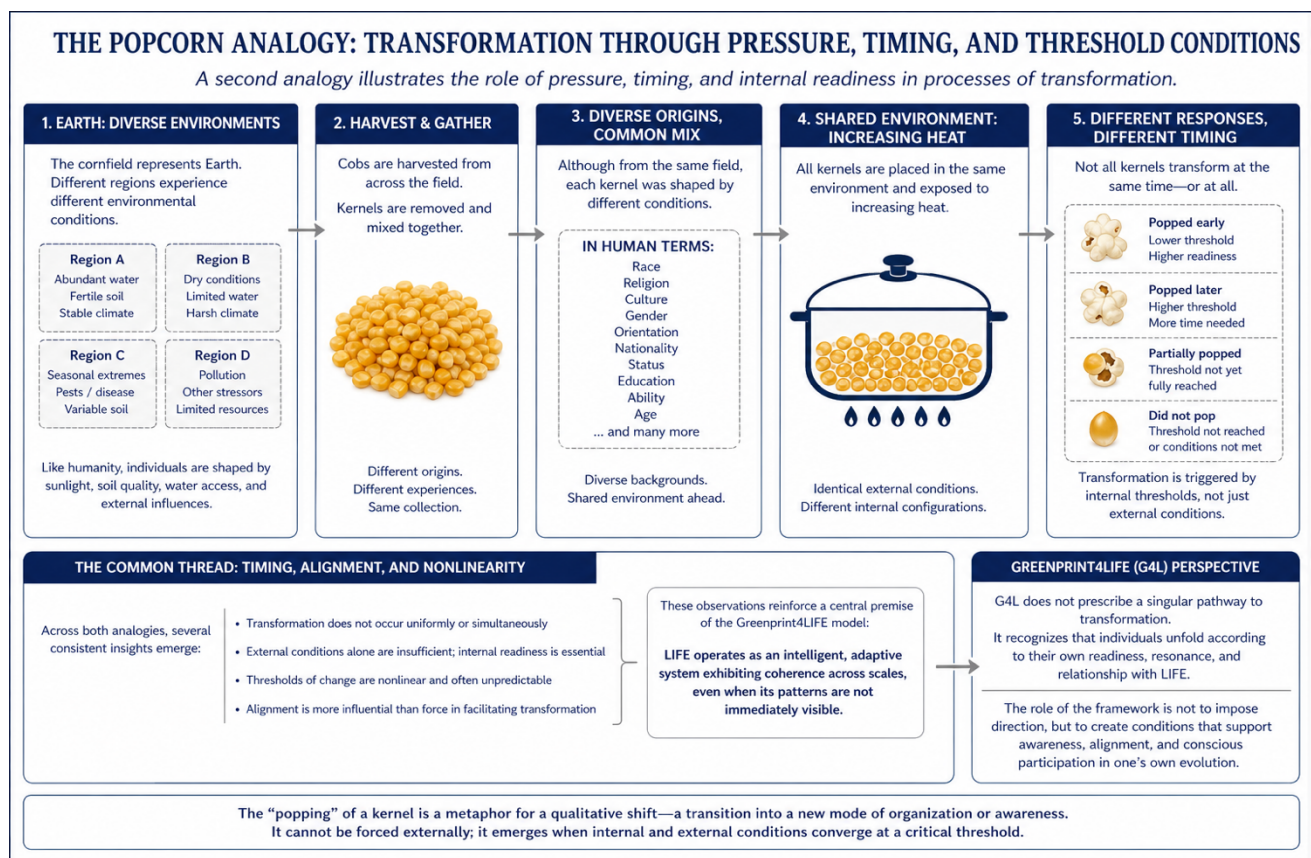 THE POPCORN ANALOGY: TRANSFORMATION THROUGH PRESSURE, TIMING, AND THRESHOLD CONDITIONS
A second analogy illustrates the role of pressure, timing, and internal readiness in processes of transformation.
1. EARTH: DIVERSE ENVIRONMENTS
The cornfield represents Earth.
Different regions experience
different environmental
conditions.
Region A
Abundant water
Fertile soil
Stable climate
Region B
Dry conditions
Limited water
Harsh climate
Region C
Seasonal extremes
Pests / disease
Variable soil
Region D
Pollution
Other stressors
Limited resources
Like humanity, individuals are shaped by
sunlight, soil quality, water access, and
external influences.
2. HARVEST & GATHER
Cobs are harvested from
across the field.
Kernels are removed and
mixed together.
Different origins.
Different experiences.
Same collection.
3. DIVERSE ORIGINS,
COMMON MIX
Although from the same field,
each kernel was shaped by
different conditions.
IN HUMAN TERMS:
Race
Religion
Culture
Gender
Orientation
Nationality
Status
Education
Ability
Age
... and many more
Diverse backgrounds.
Shared environment ahead.
4. SHARED ENVIRONMENT:
INCREASING HEAT
All kernels are placed in the same
environment and exposed to
increasing heat.
Identical external conditions.
Different internal configurations.
5. DIFFERENT RESPONSES,
DIFFERENT TIMING
Not all kernels transform at the
same time—or at all.
Popped early
Lower threshold
Higher readiness
Popped later
Higher threshold
More time needed
Partially popped
Threshold not yet
fully reached
Did not pop
Threshold not reached
or conditions not met
Transformation is triggered by
internal thresholds, not just
external conditions.
THE COMMON THREAD: TIMING, ALIGNMENT, AND NONLINEARITY
Across both analogies, several
consistent insights emerge:
• Transformation does not occur uniformly or simultaneously
• External conditions alone are insufficient; internal readiness is essential
• Thresholds of change are nonlinear and often unpredictable
• Alignment is more influential than force in facilitating transformation
These observations reinforce a central premise
of the Greenprint4LIFE model:
LIFE operates as an intelligent, adaptive
system exhibiting coherence across scales,
even when its patterns are not
immediately visible.
GREENPRINT4LIFE (G4L) PERSPECTIVE
G4L does not prescribe a singular pathway to
transformation.
It recognizes that individuals unfold according
to their own readiness, resonance, and
relationship with LIFE.
The role of the framework is not to impose
direction, but to create conditions that support
awareness, alignment, and conscious
participation in one's own evolution.
The “popping” of a kernel is a metaphor for a qualitative shift—a transition into a new mode of organization or awareness.
It cannot be forced externally; it emerges when internal and external conditions converge at a critical threshold.